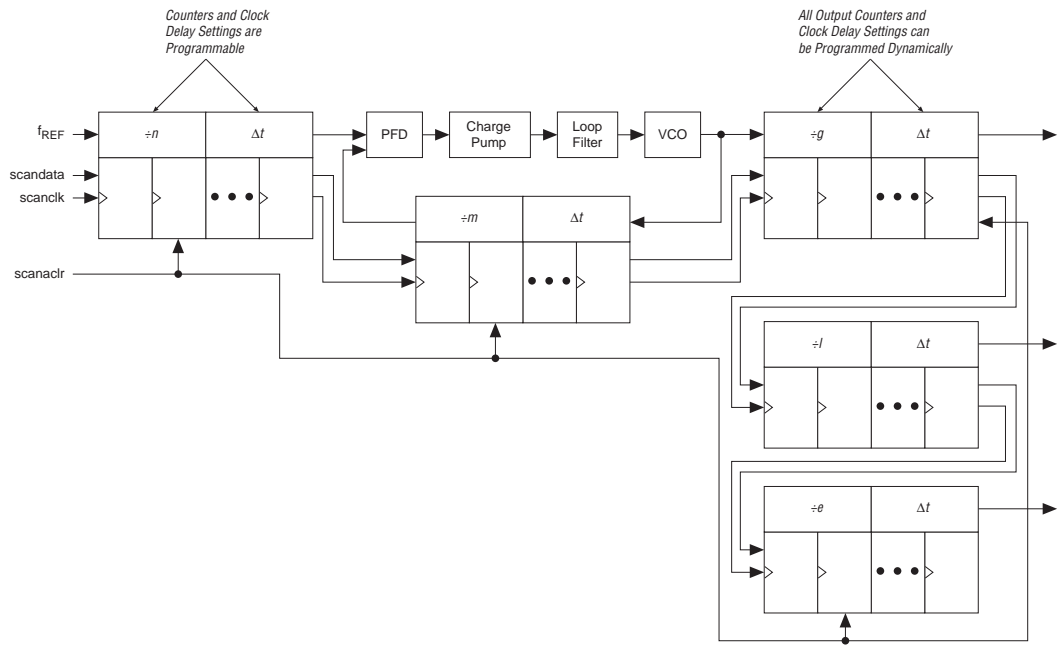 Counters and Clock
Delay Settings are
Programmable
All Output Counters and
Clock Delay Settings can
be Programmed Dynamically
fREF
÷n
Δt
PFD
Charge
Pump
Loop
Filter
VCO
÷g
Δt
scandata
scanclk
÷m
Δt
scanaclr
÷l
Δt
÷e
Δt